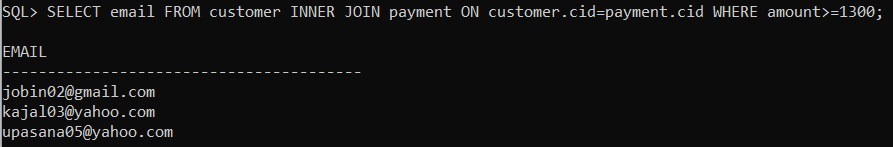 SQL> SELECT email FROM customer INNER JOIN payment ON customer.cid=payment.cid WHERE amount>=1300;
EMAIL
----------------------------------------
jobin02@gmail.com
kajal03@yahoo.com
upasana05@yahoo.com